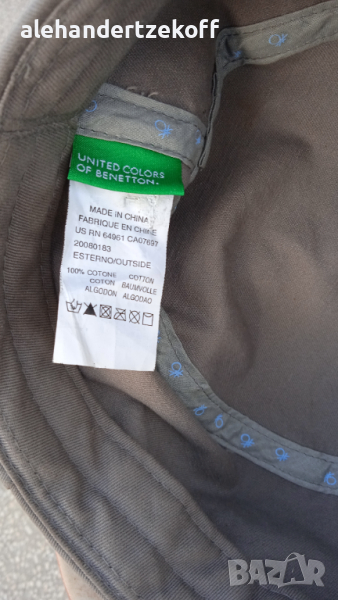 alehandertzekoff
UNITED COLORS
OF BENETTON.
MADE IN CHINA
FABRIQUE EN CHINE
US RN 64961 CA07697
20080183
ESTERNO/OUTSIDE
100% COTONE COTTON
COTON BAUMWOLLE
ALGODON ALGODAO
BAZAR